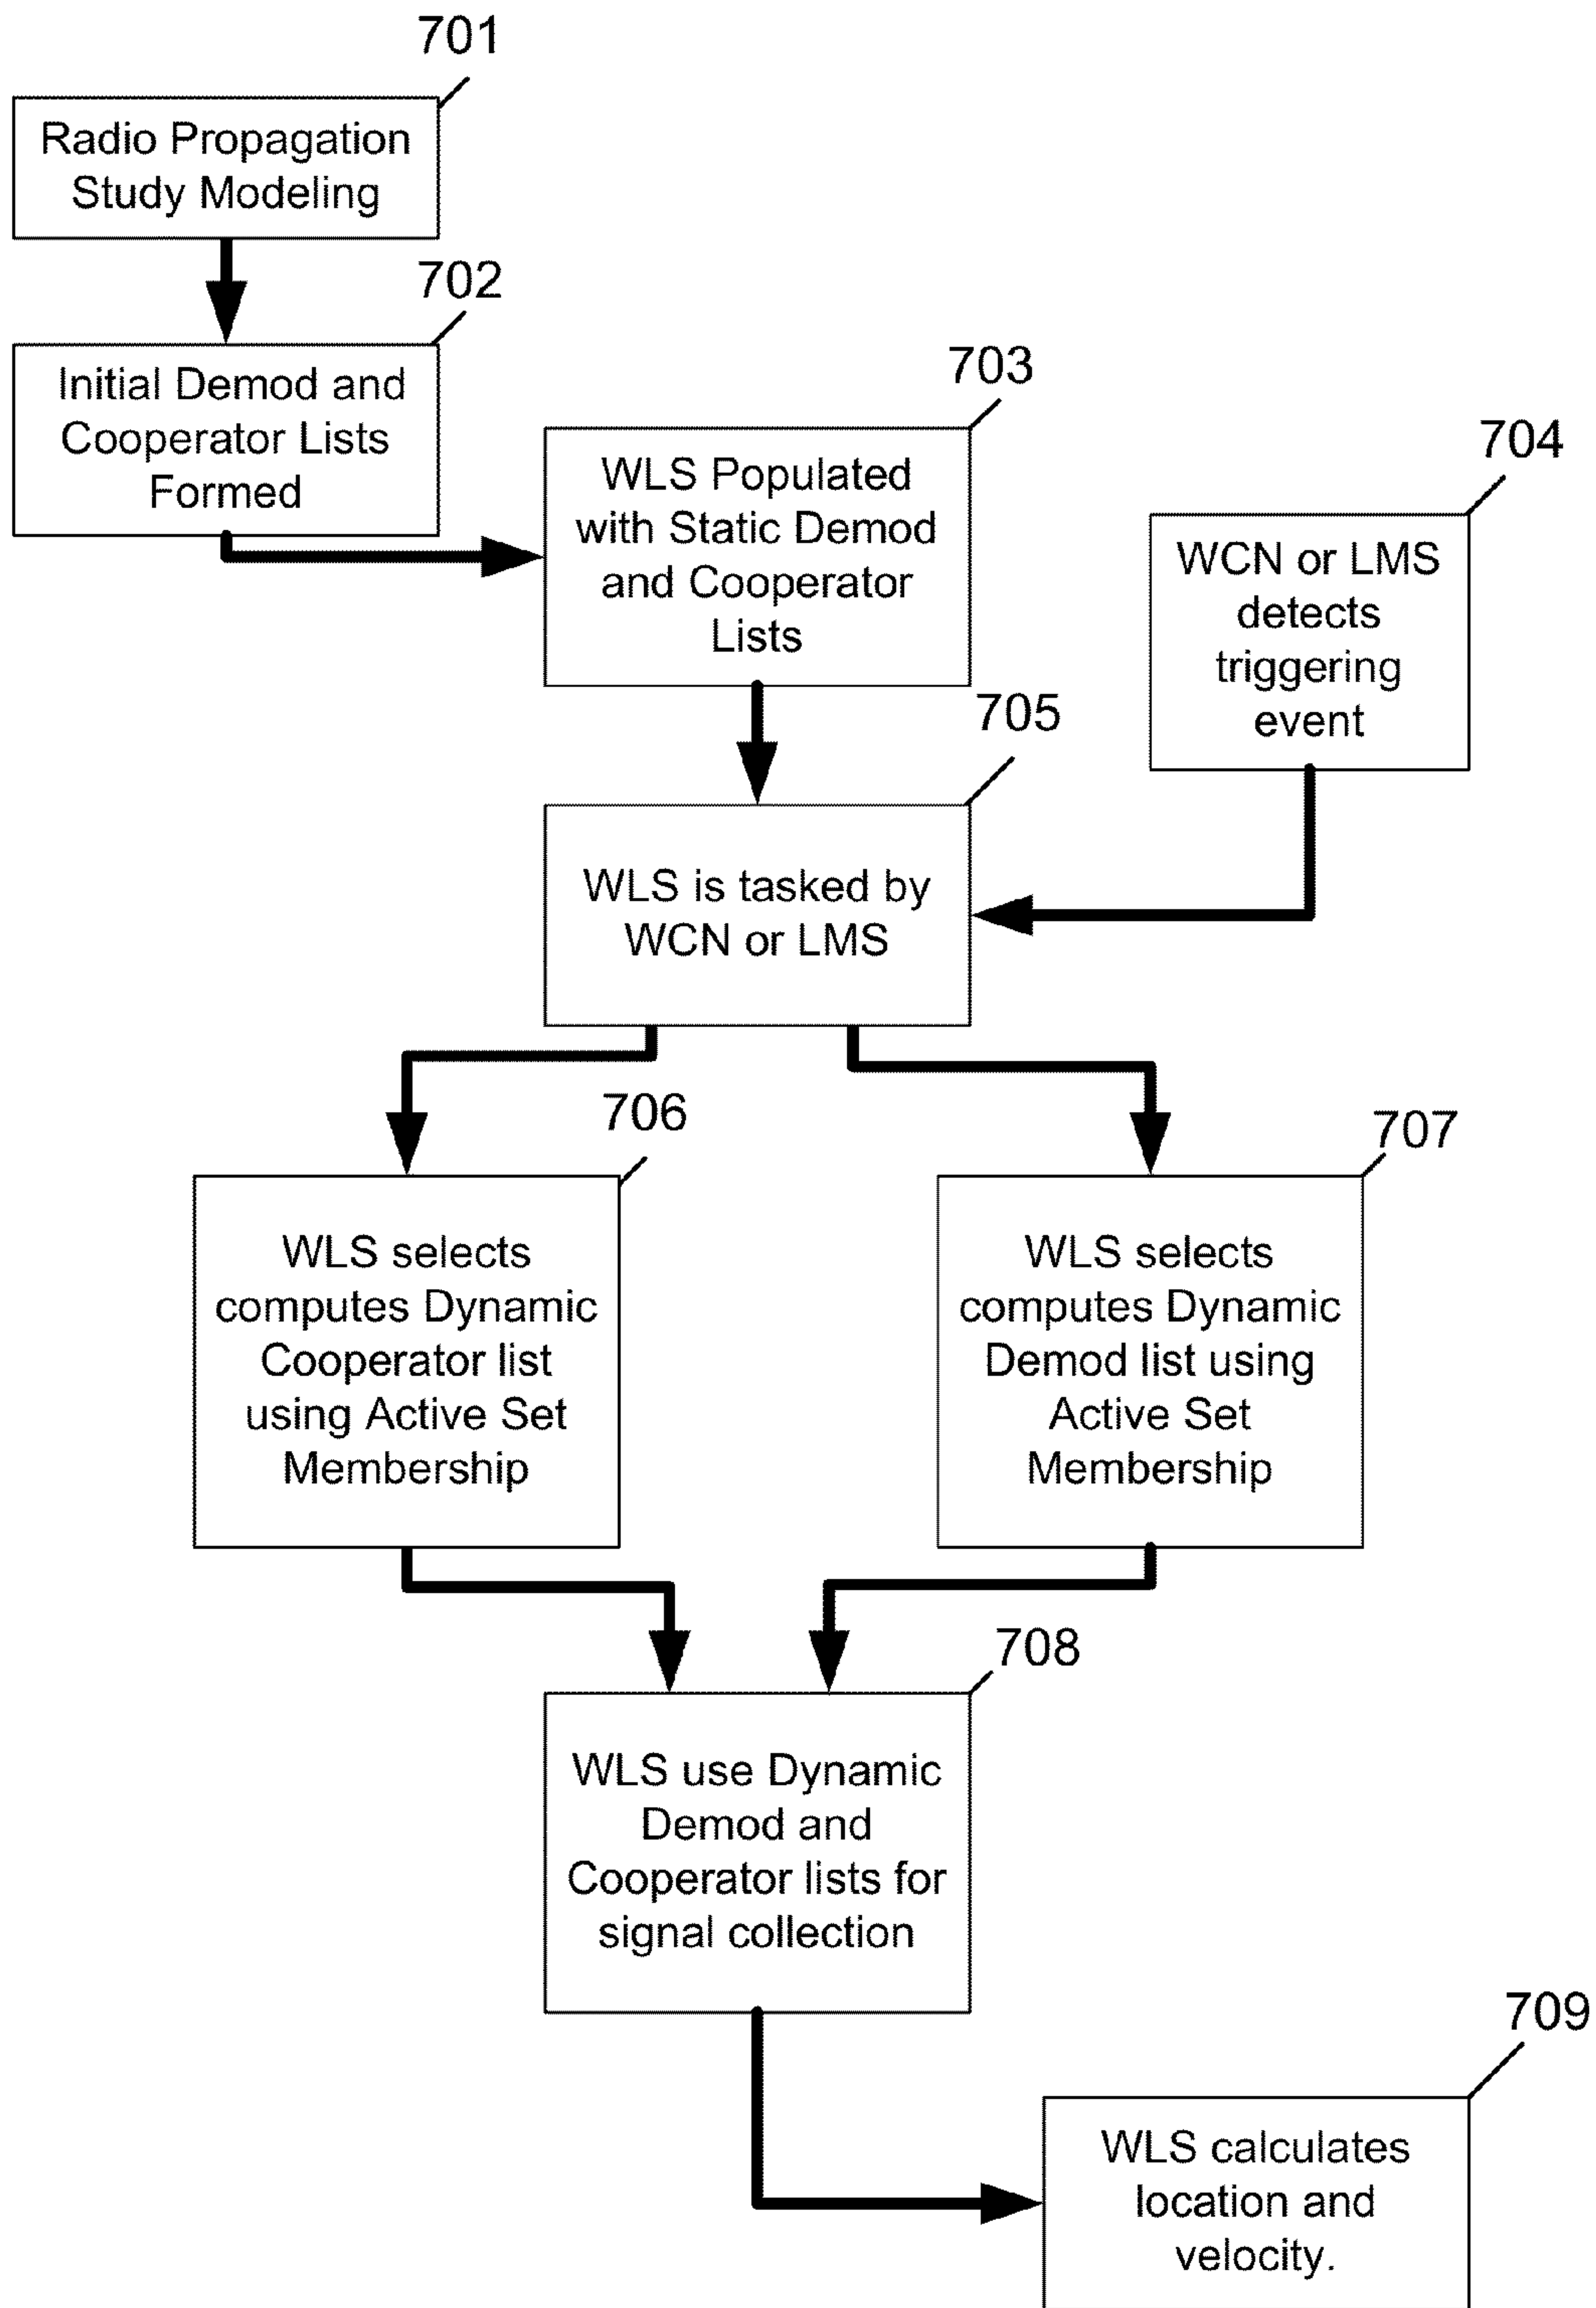 701
Radio Propagation
Study Modeling
702
Initial Demod and
Cooperator Lists
Formed
703
WLS Populated
with Static Demod
and Cooperator
Lists
704
WCN or LMS
detects
triggering
event
705
WLS is tasked by
WCN or LMS
706
WLS selects
computes Dynamic
Cooperator list
using Active Set
Membership
707
WLS selects
computes Dynamic
Demod list using
Active Set
Membership
708
WLS use Dynamic
Demod and
Cooperator lists for
signal collection
709
WLS calculates
location and
velocity.